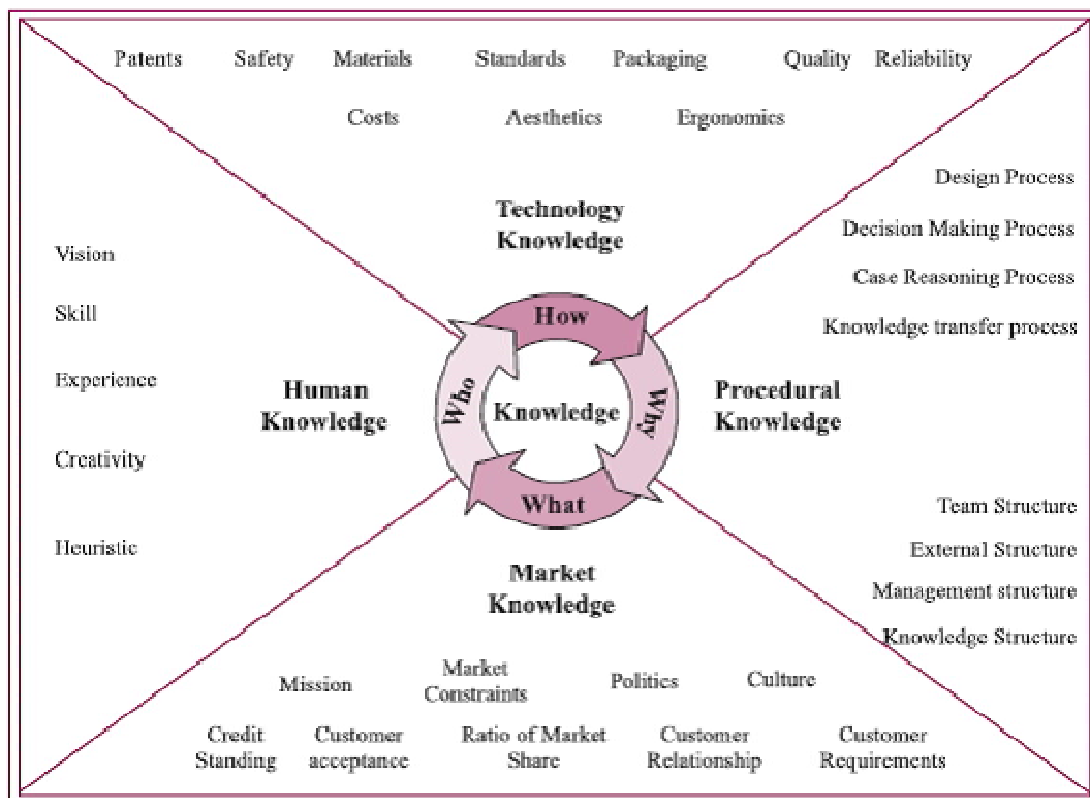 Patents Safety Materials Standards Packaging Quality Reliability
Costs Aesthetics Ergonomics
Technology
Knowledge
Design Process
Decision Making Process
Case Reasoning Process
Knowledge transfer process
Vision
Skill
Experience
Creativity
Heuristic
Human
Knowledge
How
Who
Knowledge
Why
What
Procedural
Knowledge
Team Structure
External Structure
Management structure
Knowledge Structure
Market
Knowledge
Mission
Market
Constraints
Politics
Culture
Credit
Standing
Customer
acceptance
Ratio of Market
Share
Customer
Relationship
Customer
Requirements